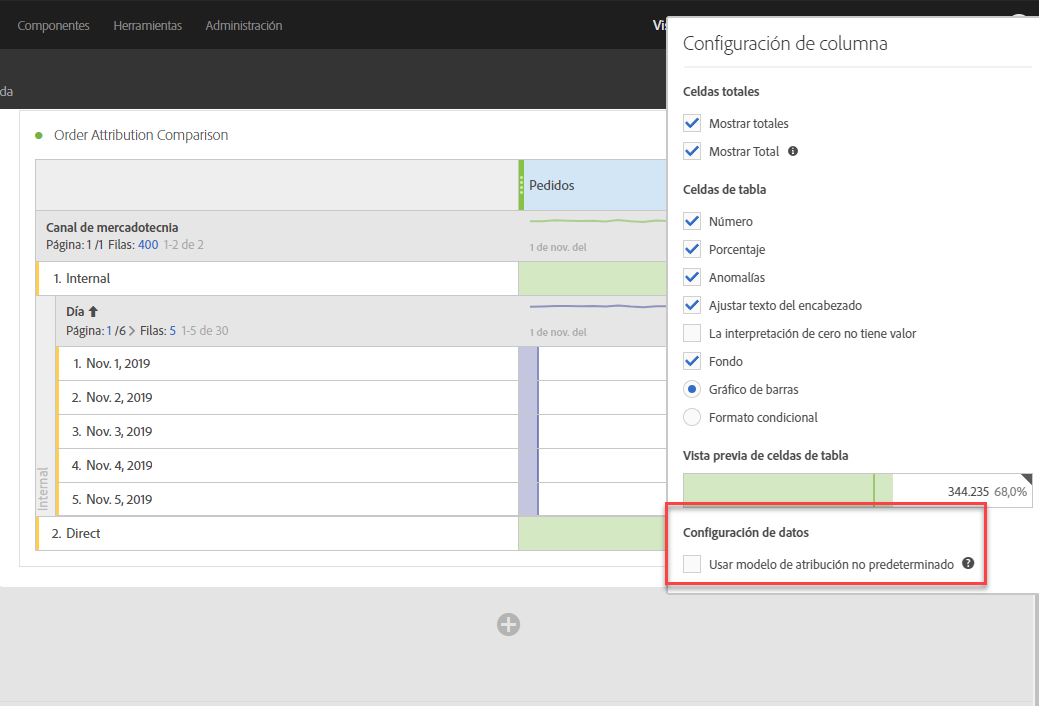 Componentes Herramientas Administración Vis
da
Order Attribution Comparison
Pedidos
Canal de mercadotecnia
Página: 1 /1 Filas: 400 1-2 de 2
1 de nov. del
1. Internal
Día
Página: 1 /6 > Filas: 5 1-5 de 30
1 de nov. del
Internal
1. Nov. 1, 2019
2. Nov. 2, 2019
3. Nov. 3, 2019
4. Nov. 4, 2019
5. Nov. 5, 2019
2. Direct
Configuración de columna
Celdas totales
Mostrar totales
Mostrar Total
Celdas de tabla
Número
Porcentaje
Anomalías
Ajustar texto del encabezado
La interpretación de cero no tiene valor
Fondo
Gráfico de barras
Formato condicional
Vista previa de celdas de tabla
344.235 68,0%
Configuración de datos
Usar modelo de atribución no predeterminado